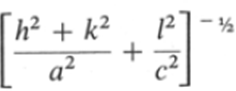 [(h² + k²)/a² + l²/c²]^(−½)